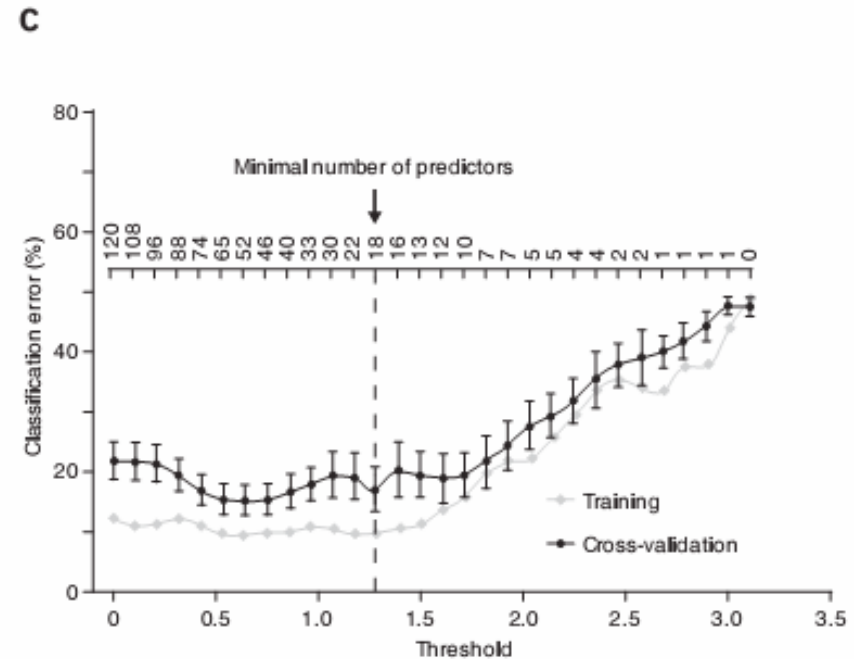 C
80
Minimal number of predictors
60
120 108 96 88 74 65 52 46 40 33 30 22 18 16 13 12 10 7 7 5 5 4 4 2 2 1 1 1 1 0
Classification error (%)
40
20
Training
Cross-validation
0
0 0.5 1.0 1.5 2.0 2.5 3.0 3.5
Threshold